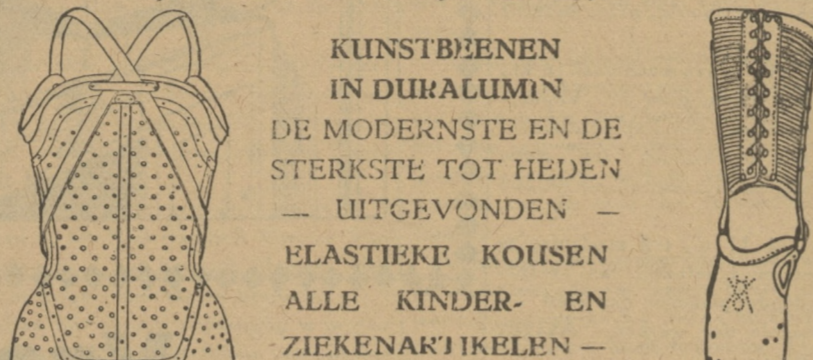 KUNSTBEENEN
IN DURALUMIN
DE MODERNSTE EN DE
STERKSTE TOT HEDEN
— UITGEVONDEN —
ELASTIEKE KOUSEN
ALLE KINDER- EN
ZIEKENARTIKELEN —